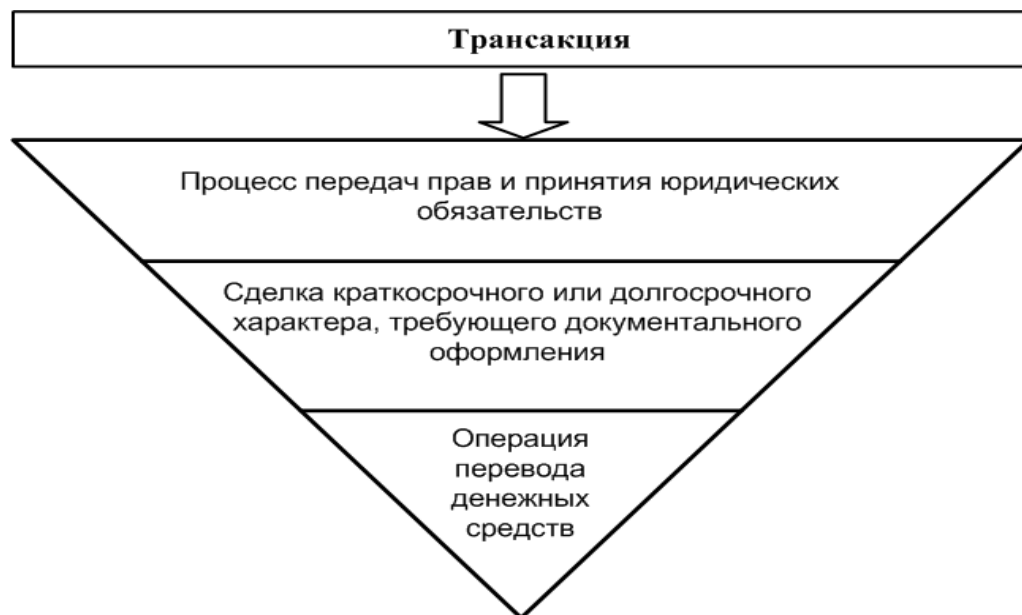 Трансакция
Процесс передач прав и принятия юридических
обязательств
Сделка краткосрочного или долгосрочного
характера, требующего документального
оформления
Операция
перевода
денежных
средств